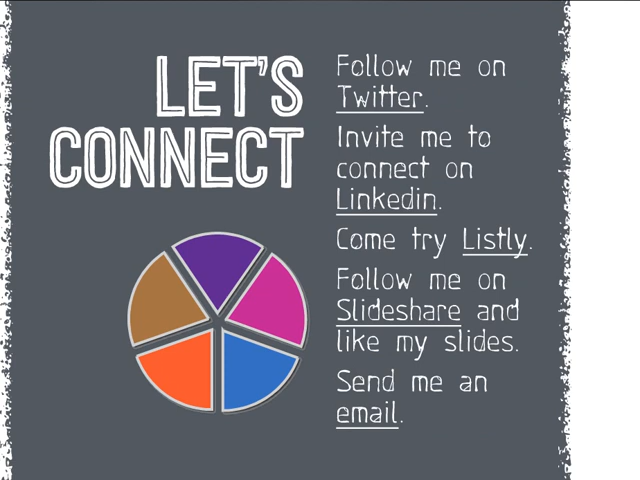 LET'S
CONNECT
Follow me on
Twitter.
Invite me to
connect on
Linkedin.
Come try Listly.
Follow me on
Slideshare and
like my slides.
Send me an
email.